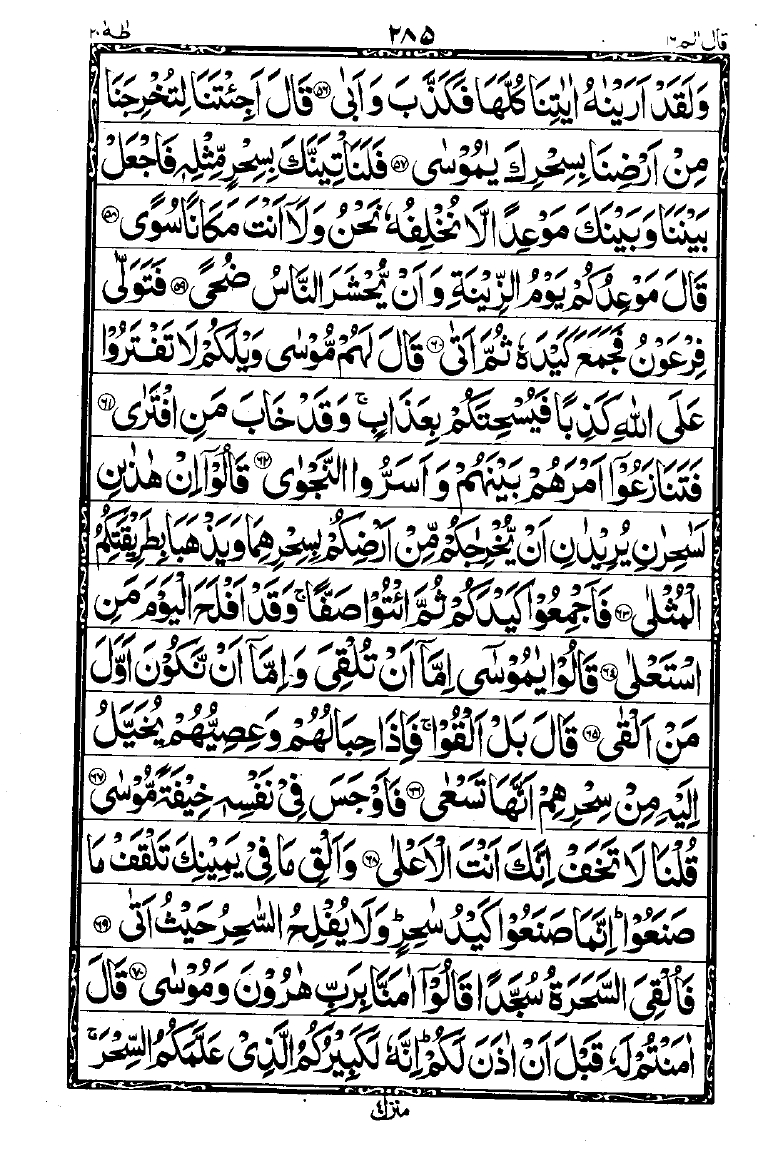 قال الم ١٦ ٢٨٥ طٰهٰ ٢٠
وَلَقَدْ اَرَيْنٰهُ اٰيٰتِنَا كُلَّهَا فَكَذَّبَ وَاَبٰى ۝٥٦ قَالَ اَجِئْتَنَا لِتُخْرِجَنَا
مِنْ اَرْضِنَا بِسِحْرِكَ يٰمُوْسٰى ۝٥٧ فَلَنَاْتِيَنَّكَ بِسِحْرٍ مِّثْلِهٖ فَاجْعَلْ
بَيْنَنَا وَبَيْنَكَ مَوْعِدًا لَّا نُخْلِفُهٗ نَحْنُ وَلَاۤ اَنْتَ مَكَانًا سُوًى ۝٥٨
قَالَ مَوْعِدُكُمْ يَوْمُ الزِّيْنَةِ وَاَنْ يُّحْشَرَ النَّاسُ ضُحًى ۝٥٩ فَتَوَلّٰى
فِرْعَوْنُ فَجَمَعَ كَيْدَهٗ ثُمَّ اَتٰى ۝٦٠ قَالَ لَهُمْ مُّوْسٰى وَيْلَكُمْ لَا تَفْتَرُوْا
عَلَى اللّٰهِ كَذِبًا فَيُسْحِتَكُمْ بِعَذَابٍ ۚ وَقَدْ خَابَ مَنِ افْتَرٰى ۝٦١
فَتَنَازَعُوْۤا اَمْرَهُمْ بَيْنَهُمْ وَاَسَرُّوا النَّجْوٰى ۝٦٢ قَالُوْۤا اِنْ هٰذٰىنِ
لَسٰحِرٰنِ يُرِيْدٰنِ اَنْ يُّخْرِجٰكُمْ مِّنْ اَرْضِكُمْ بِسِحْرِهِمَا وَيَذْهَبَا بِطَرِيْقَتِكُمُ
الْمُثْلٰى ۝٦٣ فَاَجْمِعُوْا كَيْدَكُمْ ثُمَّ ائْتُوْا صَفًّا ۚ وَقَدْ اَفْلَحَ الْيَوْمَ مَنِ
اسْتَعْلٰى ۝٦٤ قَالُوْا يٰمُوْسٰۤى اِمَّاۤ اَنْ تُلْقِيَ وَاِمَّاۤ اَنْ نَّكُوْنَ اَوَّلَ
مَنْ اَلْقٰى ۝٦٥ قَالَ بَلْ اَلْقُوْا ۚ فَاِذَا حِبَالُهُمْ وَعِصِيُّهُمْ يُخَيَّلُ
اِلَيْهِ مِنْ سِحْرِهِمْ اَنَّهَا تَسْعٰى ۝٦٦ فَاَوْجَسَ فِيْ نَفْسِهٖ خِيْفَةً مُّوْسٰى ۝٦٧
قُلْنَا لَا تَخَفْ اِنَّكَ اَنْتَ الْاَعْلٰى ۝٦٨ وَاَلْقِ مَا فِيْ يَمِيْنِكَ تَلْقَفْ مَا
صَنَعُوْا ؕ اِنَّمَا صَنَعُوْا كَيْدُ سٰحِرٍ ؕ وَلَا يُفْلِحُ السّٰحِرُ حَيْثُ اَتٰى ۝٦٩
فَاُلْقِيَ السَّحَرَةُ سُجَّدًا قَالُوْۤا اٰمَنَّا بِرَبِّ هٰرُوْنَ وَمُوْسٰى ۝٧٠ قَالَ
اٰمَنْتُمْ لَهٗ قَبْلَ اَنْ اٰذَنَ لَكُمْ ؕ اِنَّهٗ لَكَبِيْرُكُمُ الَّذِيْ عَلَّمَكُمُ السِّحْرَ ۚ
منزل ٤